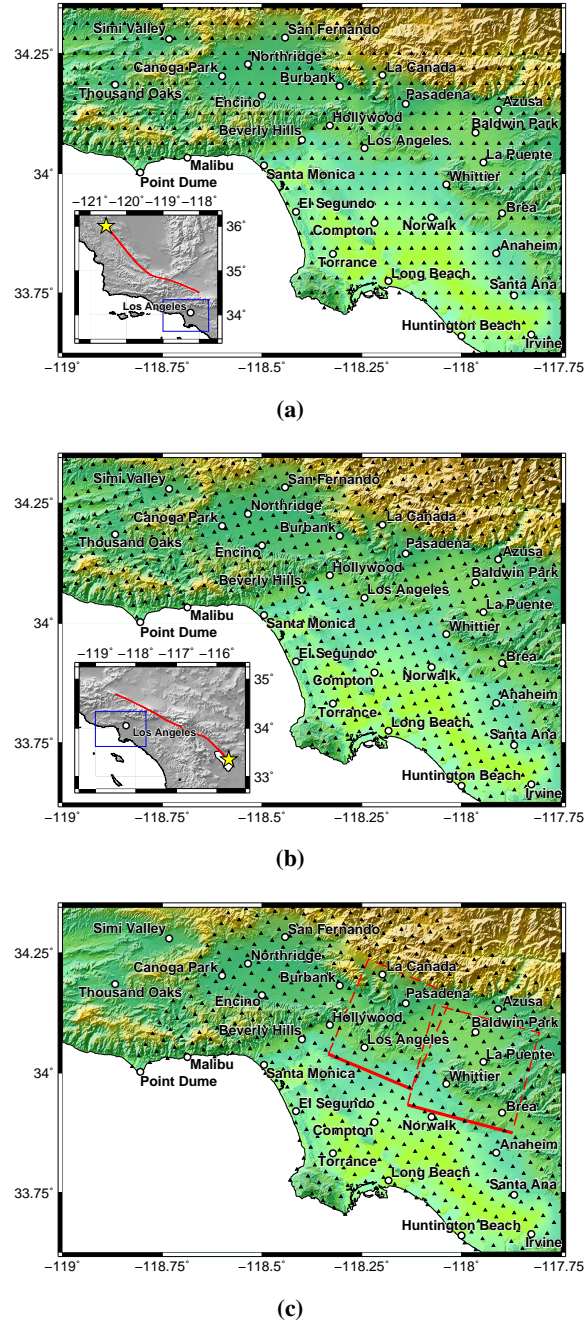 34.25
34
33.75
Simi Valley
San Fernando
Northridge
Canoga Park
Burbank
La Canada
Thousand Oaks
Encino
Pasadena
Azusa
Hollywood
Baldwin Park
Beverly Hills
Los Angeles
La Puente
Malibu
Santa Monica
Whittier
Point Dume
El Segundo
Brea
Compton
Norwalk
Anaheim
Torrance
Long Beach
Santa Ana
Huntington Beach
Irvine
−121 −120 −119 −118
36
35
34
Los Angeles
−119 −118.75 −118.5 −118.25 −118 −117.75
(a)
34.25
34
33.75
Simi Valley
San Fernando
Northridge
Canoga Park
Burbank
La Canada
Thousand Oaks
Encino
Pasadena
Azusa
Hollywood
Baldwin Park
Beverly Hills
Los Angeles
La Puente
Malibu
Santa Monica
Whittier
Point Dume
El Segundo
Brea
Compton
Norwalk
Anaheim
Torrance
Long Beach
Santa Ana
Huntington Beach
Irvine
−119 −118 −117 −116
35
34
33
Los Angeles
−119 −118.75 −118.5 −118.25 −118 −117.75
(b)
34.25
34
33.75
Simi Valley
San Fernando
Northridge
Canoga Park
Burbank
La Canada
Thousand Oaks
Encino
Pasadena
Azusa
Hollywood
Baldwin Park
Beverly Hills
Los Angeles
La Puente
Malibu
Santa Monica
Whittier
Point Dume
El Segundo
Brea
Compton
Norwalk
Anaheim
Torrance
Long Beach
Santa Ana
Huntington Beach
Irvine
−119 −118.75 −118.5 −118.25 −118 −117.75
(c)